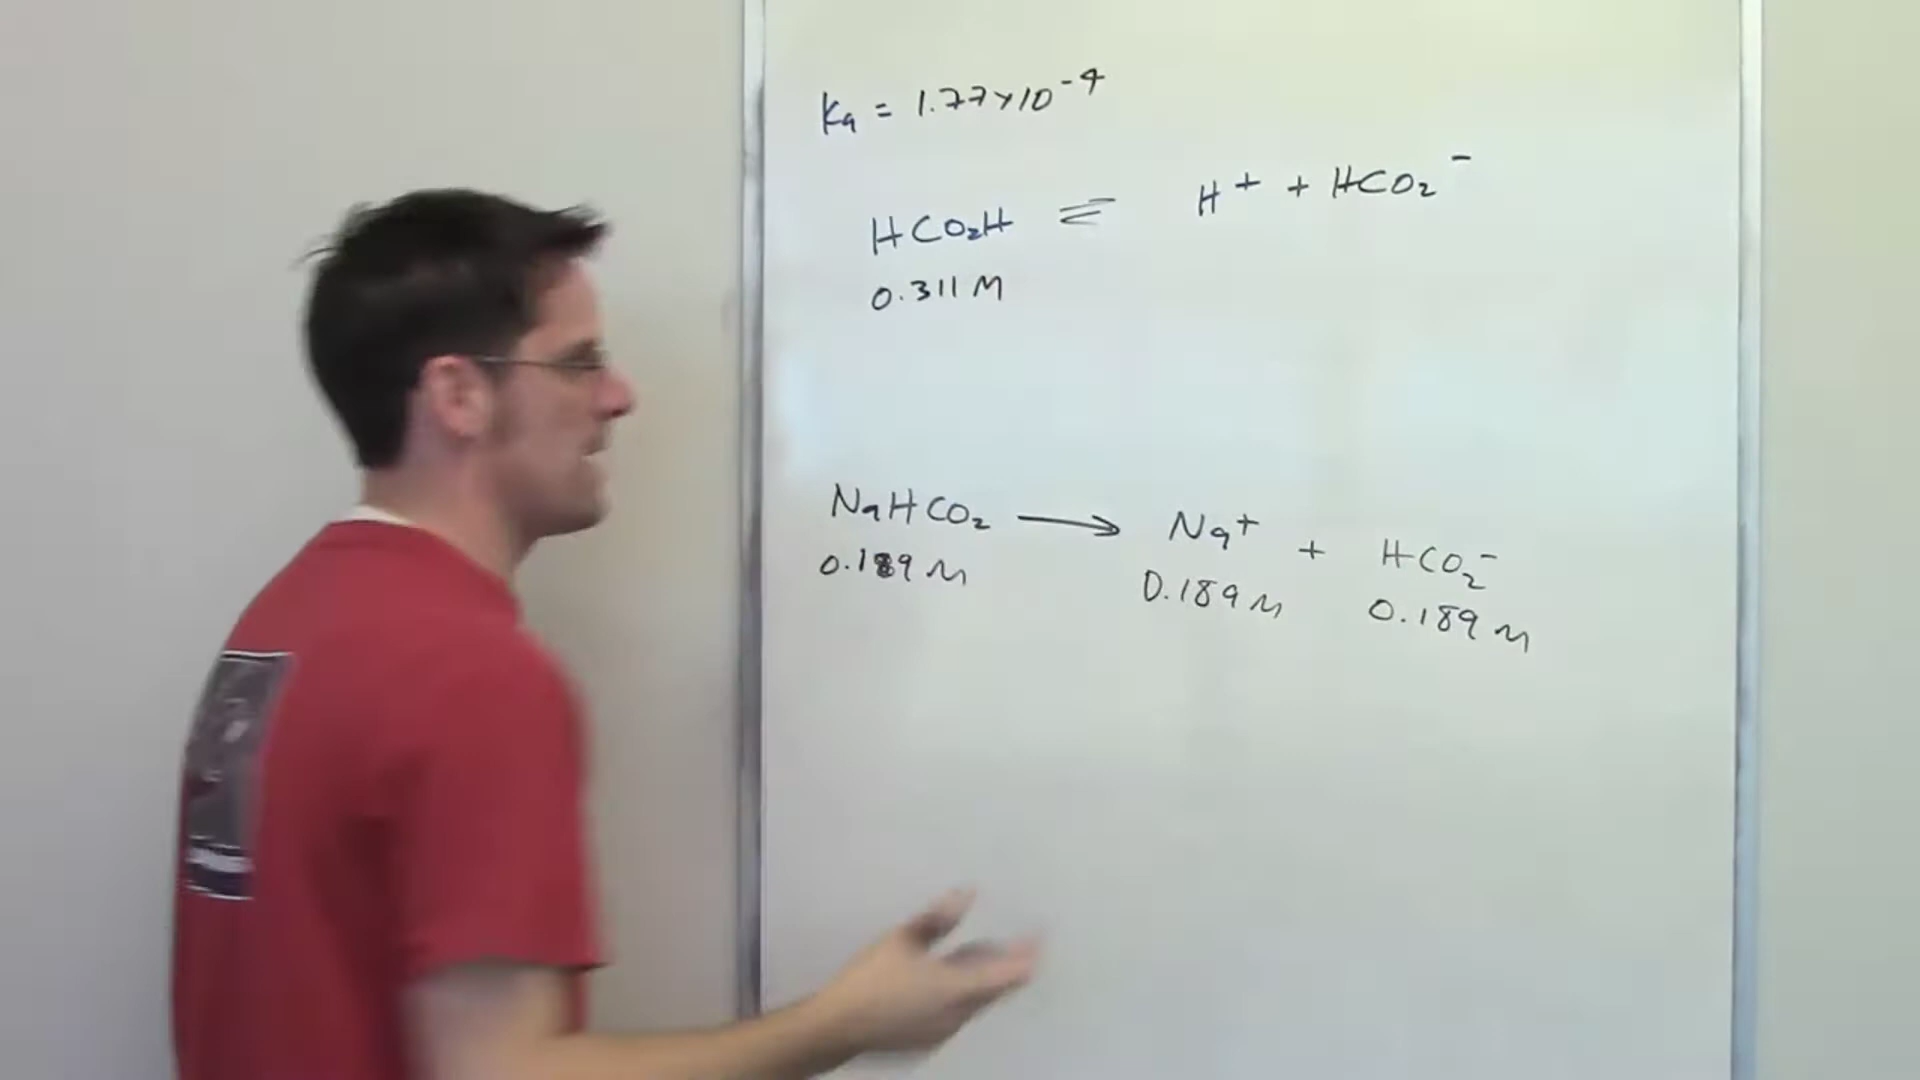 Ka = 1.77x10⁻⁴
HCO₂H ⇌ H⁺ + HCO₂⁻
0.311 M
NaHCO₂ → Na⁺ + HCO₂⁻
0.189 M 0.189 M 0.189 M